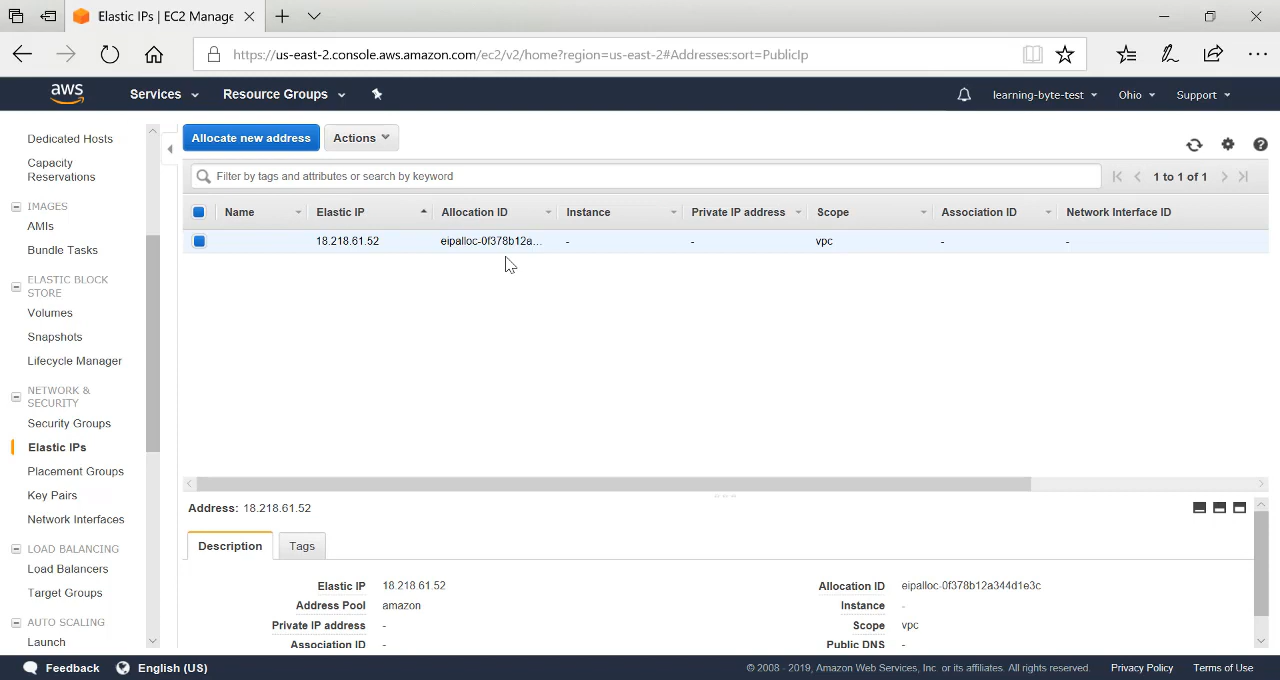 Elastic IPs | EC2 Manage
https://us-east-2.console.aws.amazon.com/ec2/v2/home?region=us-east-2#Addresses:sort=PublicIp
aws Services Resource Groups learning-byte-test Ohio Support
Dedicated Hosts
Capacity
Reservations
IMAGES
AMIs
Bundle Tasks
ELASTIC BLOCK
STORE
Volumes
Snapshots
Lifecycle Manager
NETWORK &
SECURITY
Security Groups
Elastic IPs
Placement Groups
Key Pairs
Network Interfaces
LOAD BALANCING
Load Balancers
Target Groups
AUTO SCALING
Launch
Allocate new address Actions
Filter by tags and attributes or search by keyword 1 to 1 of 1
Name Elastic IP Allocation ID Instance Private IP address Scope Association ID Network Interface ID
18.218.61.52 eipalloc-0f378b12a... - - vpc - -
Address: 18.218.61.52
Description Tags
Elastic IP 18.218.61.52 Allocation ID eipalloc-0f378b12a344d1e3c
Address Pool amazon Instance -
Private IP address - Scope vpc
Association ID - Public DNS -
Feedback English (US) © 2008 - 2019, Amazon Web Services, Inc. or its affiliates. All rights reserved. Privacy Policy Terms of Use